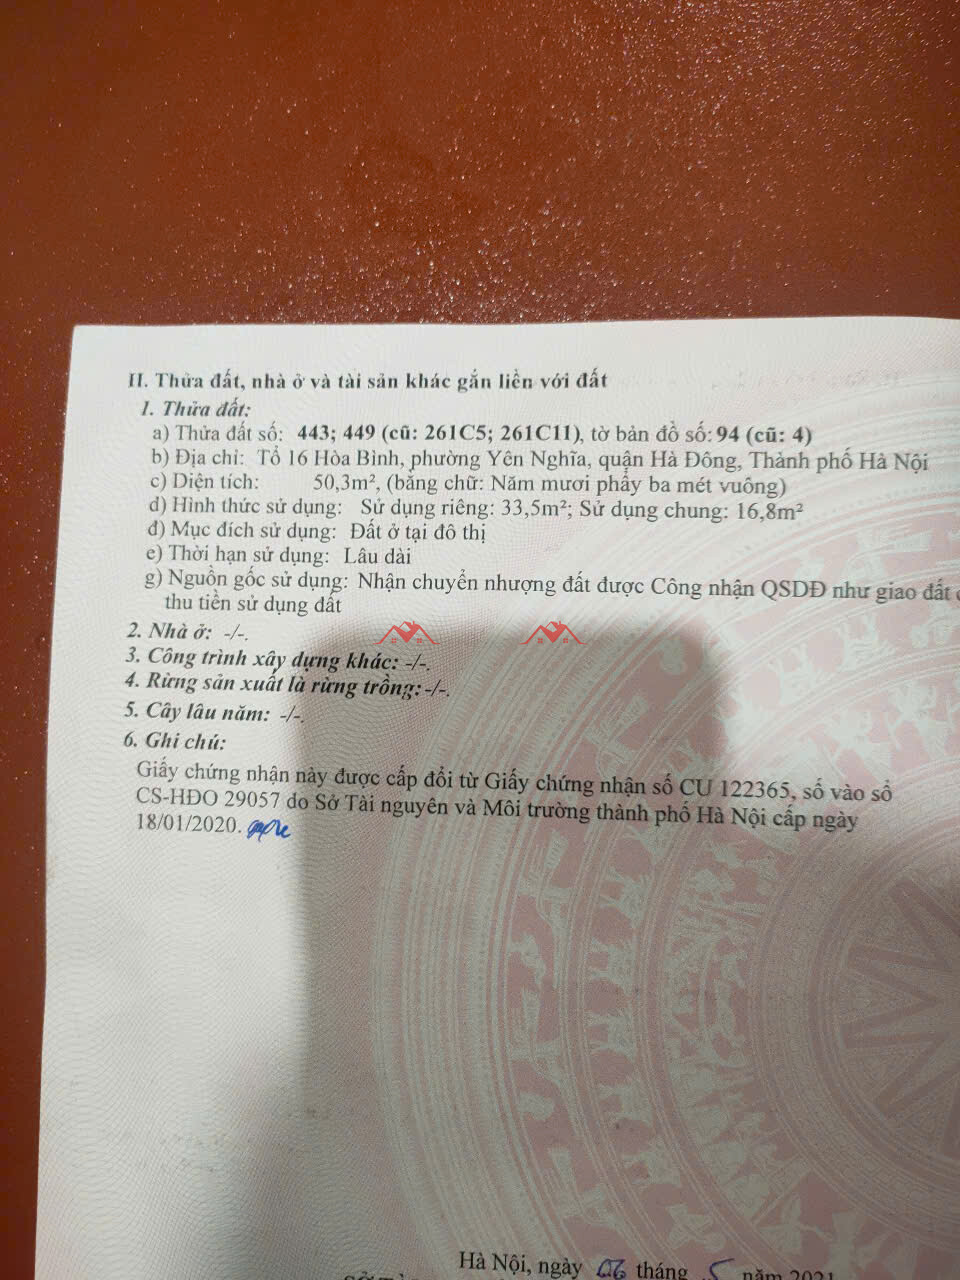 II. Thửa đất, nhà ở và tài sản khác gắn liền với đất
1. Thửa đất:
a) Thửa đất số: 443; 449 (cũ: 261C5; 261C11), tờ bản đồ số: 94 (cũ: 4)
b) Địa chỉ: Tổ 16 Hòa Bình, phường Yên Nghĩa, quận Hà Đông, Thành phố Hà Nội
c) Diện tích: 50,3m², (bằng chữ: Năm mươi phẩy ba mét vuông)
d) Hình thức sử dụng: Sử dụng riêng: 33,5m²; Sử dụng chung: 16,8m²
đ) Mục đích sử dụng: Đất ở tại đô thị
e) Thời hạn sử dụng: Lâu dài
g) Nguồn gốc sử dụng: Nhận chuyển nhượng đất được Công nhận QSDĐ như giao đất
thu tiền sử dụng đất
2. Nhà ở: -/-.
3. Công trình xây dựng khác: -/-.
4. Rừng sản xuất là rừng trồng: -/-.
5. Cây lâu năm: -/-.
6. Ghi chú:
Giấy chứng nhận này được cấp đổi từ Giấy chứng nhận số CU 122365, số vào sổ
CS-HĐO 29057 do Sở Tài nguyên và Môi trường thành phố Hà Nội cấp ngày
18/01/2020.
Hà Nội, ngày 06 tháng 5 năm 2021